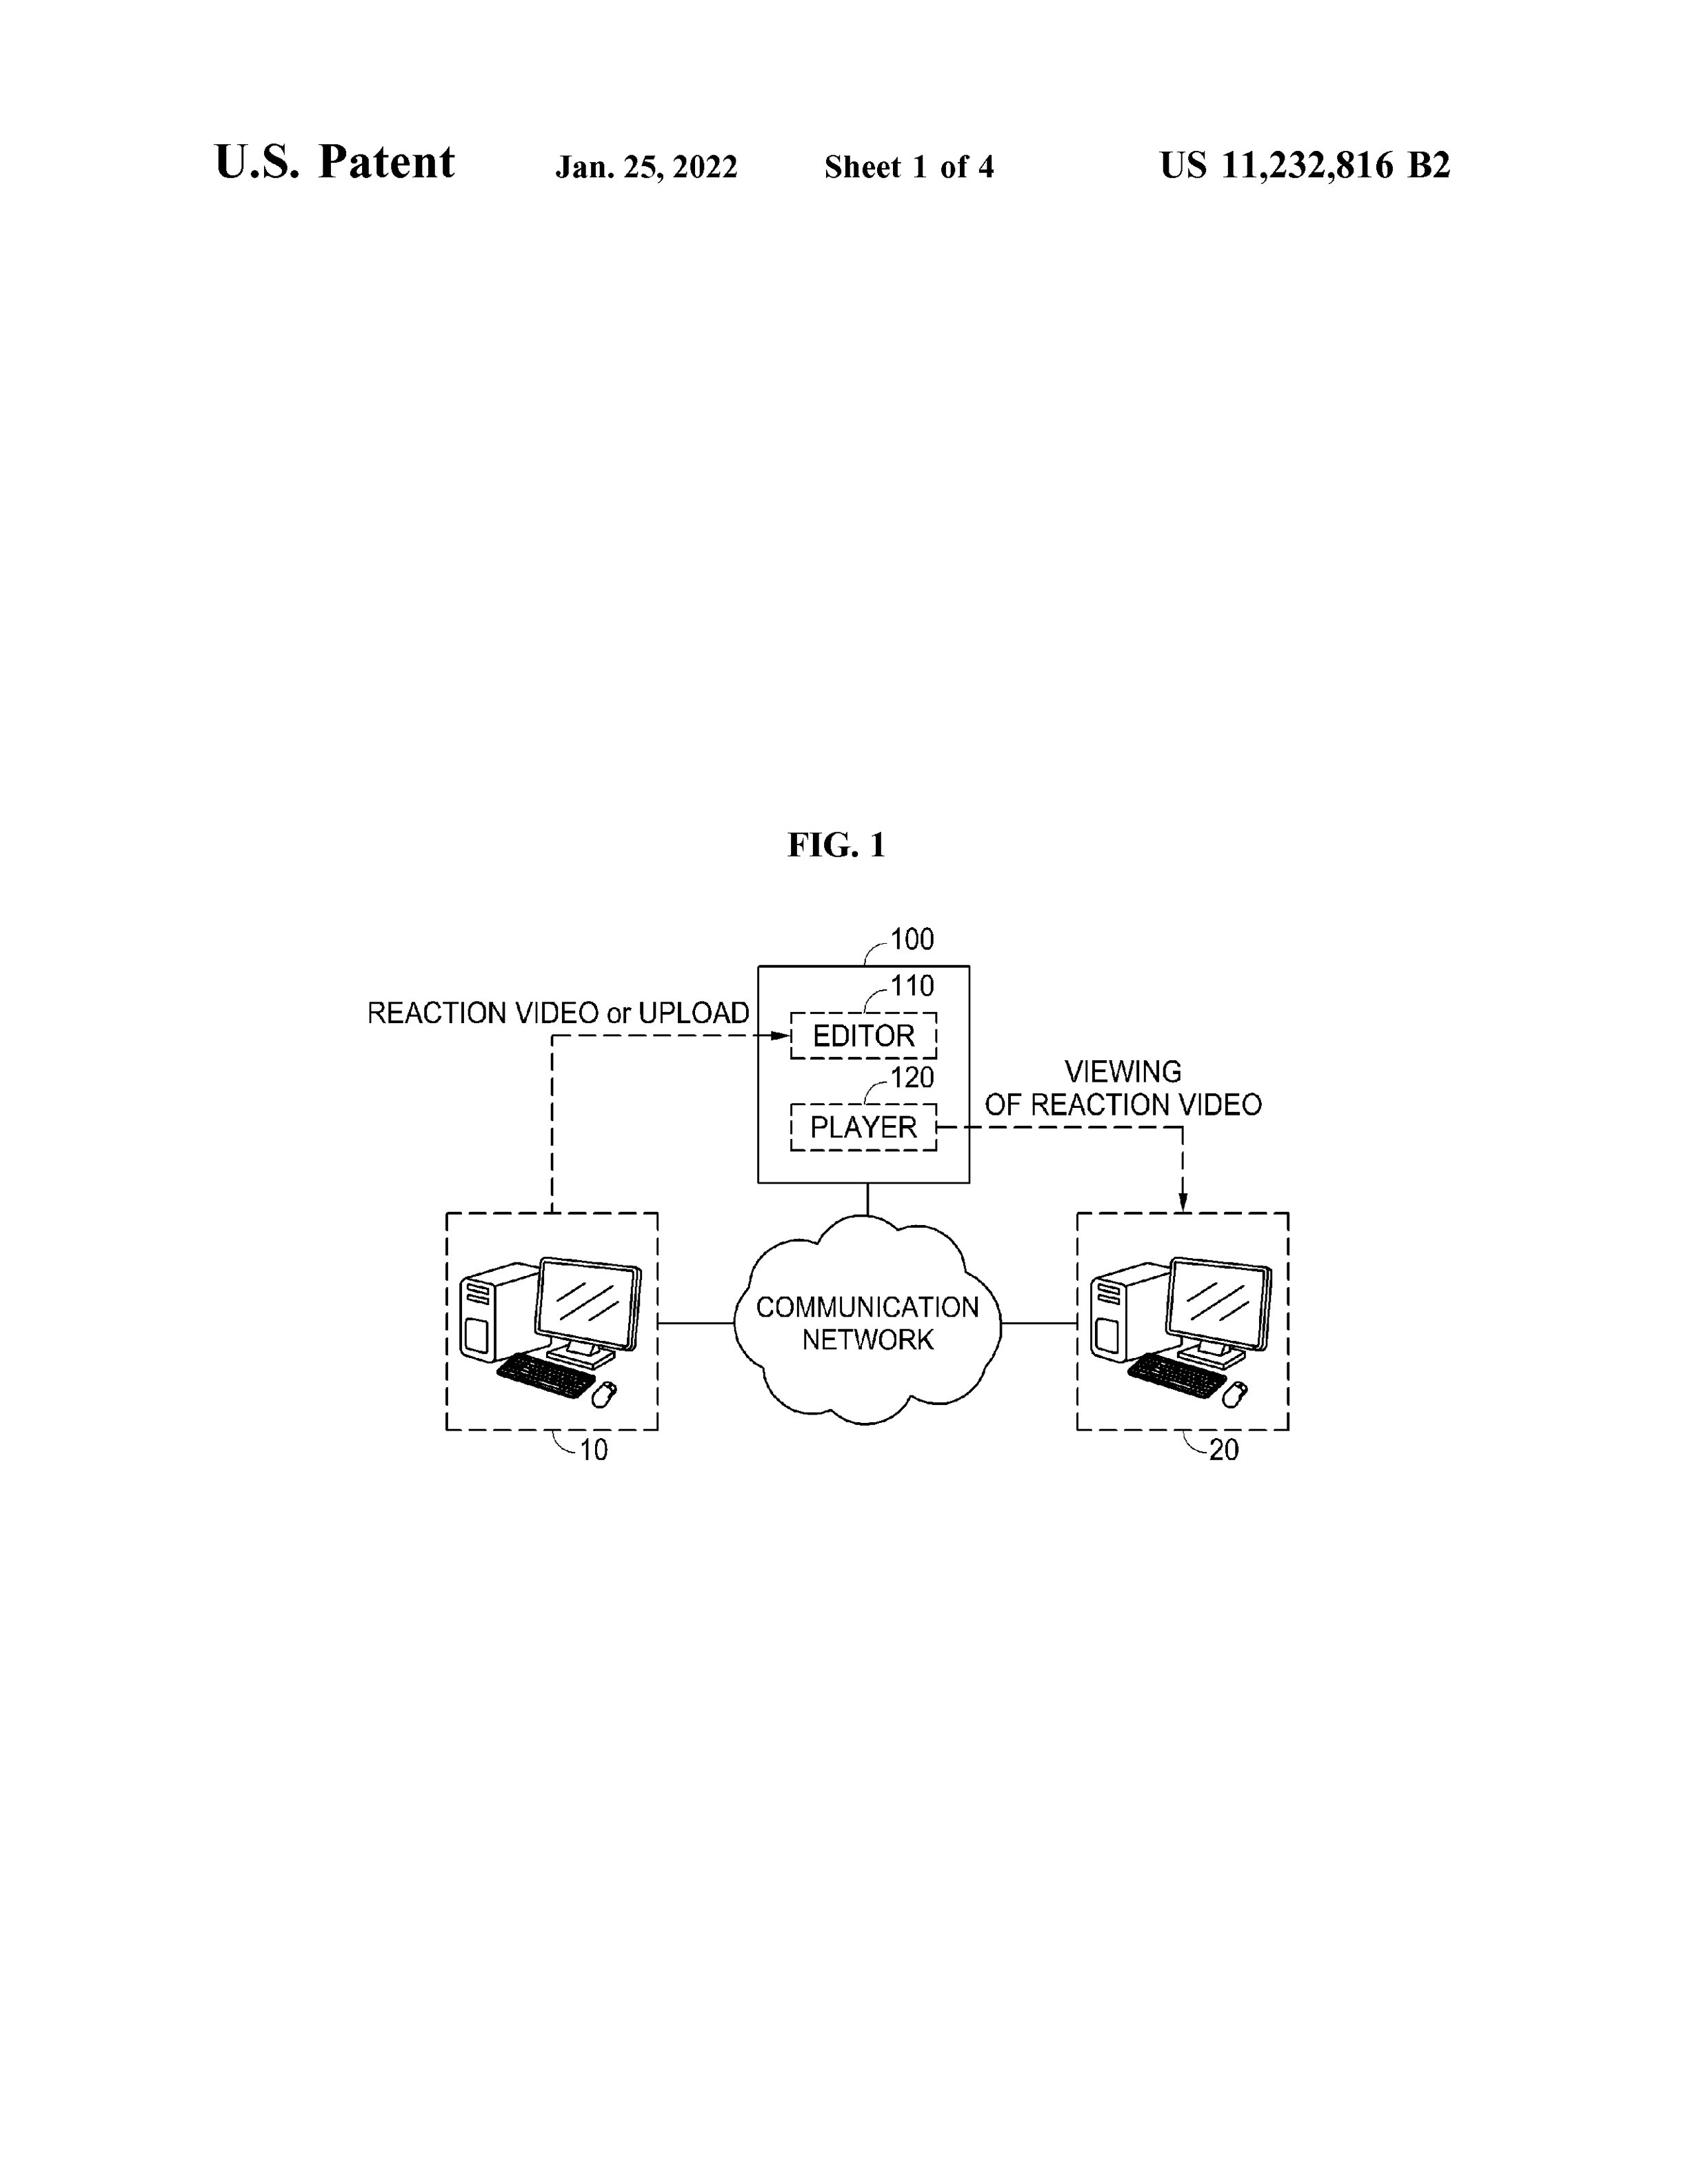 U.S. Patent Jan. 25, 2022 Sheet 1 of 4 US 11,232,816 B2
FIG. 1
100
110
REACTION VIDEO or UPLOAD
EDITOR
120
VIEWING
OF REACTION VIDEO
PLAYER
COMMUNICATION
NETWORK
10
20